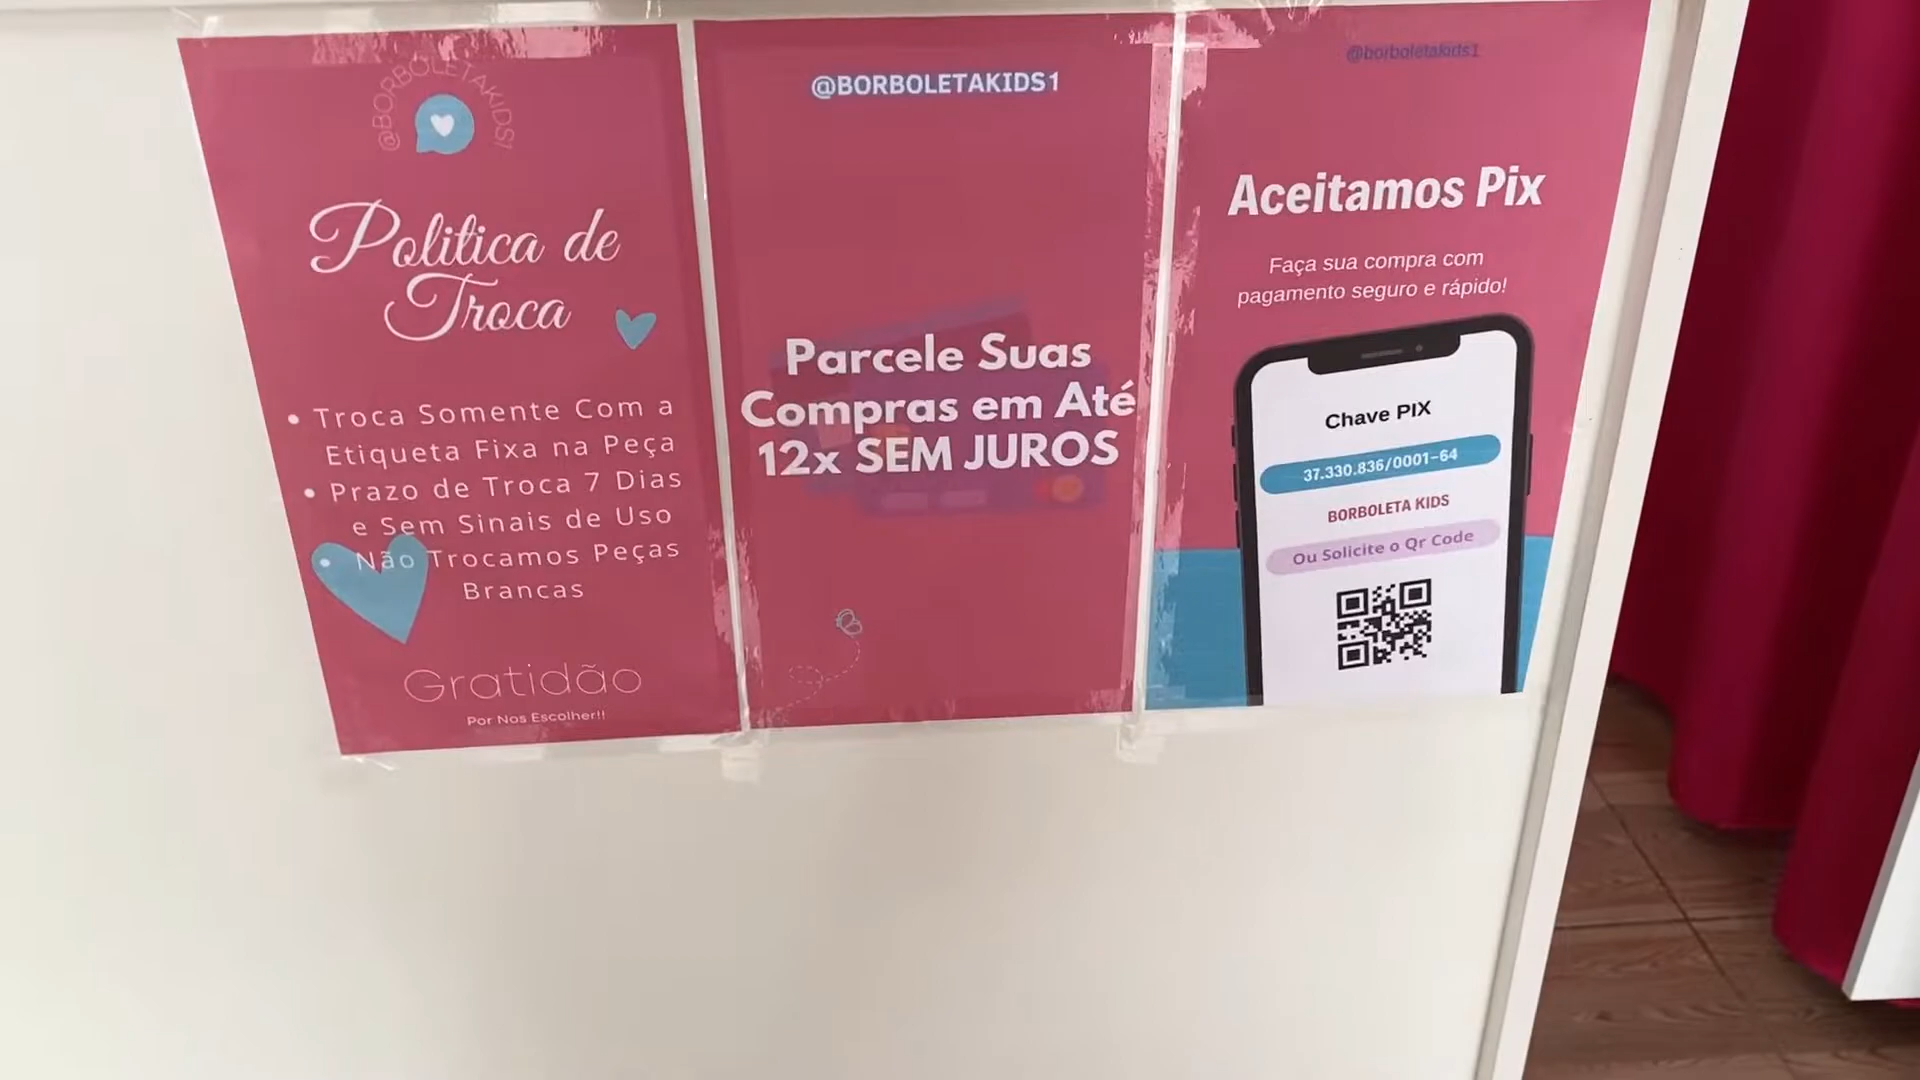 @BORBOLETAKIDS1
Politica de
Troca
• Troca Somente Com a
Etiqueta Fixa na Peça
• Prazo de Troca 7 Dias
e Sem Sinais de Uso
• Não Trocamos Peças
Brancas
Gratidão
Por Nos Escolher!!
@BORBOLETAKIDS1
Parcele Suas
Compras em Até
12x SEM JUROS
@borboletakids1
Aceitamos Pix
Faça sua compra com
pagamento seguro e rápido!
Chave PIX
37.330.836/0001-64
BORBOLETA KIDS
Ou Solicite o Qr Code